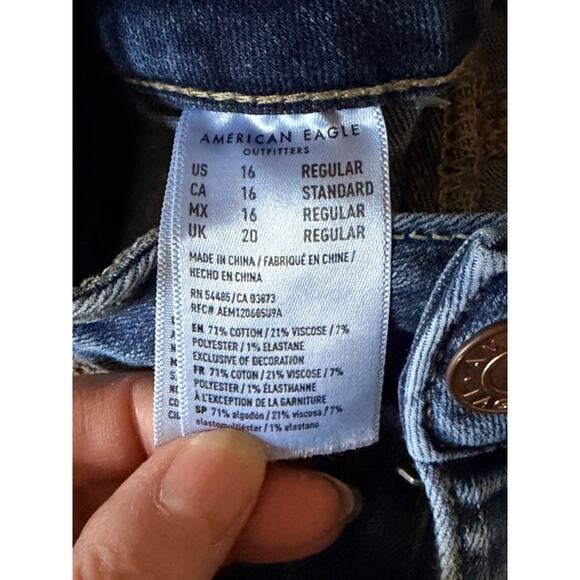 AMERICAN EAGLE
OUTFITTERS
US 16 REGULAR
CA 16 STANDARD
MX 16 REGULAR
UK 20 REGULAR
MADE IN CHINA / FABRIQUÉ EN CHINE /
HECHO EN CHINA
RN 54485 / CA 03873
RFC# AEM120605U9A
EN 71% COTTON / 21% VISCOSE / 7%
POLYESTER / 1% ELASTANE
EXCLUSIVE OF DECORATION
FR 71% COTON / 21% VISCOSE / 7%
POLYESTER / 1% ÉLASTHANNE
À L'EXCEPTION DE LA GARNITURE
SP 71% algodón / 21% viscosa / 7%
elastomultiéster / 1% elastano